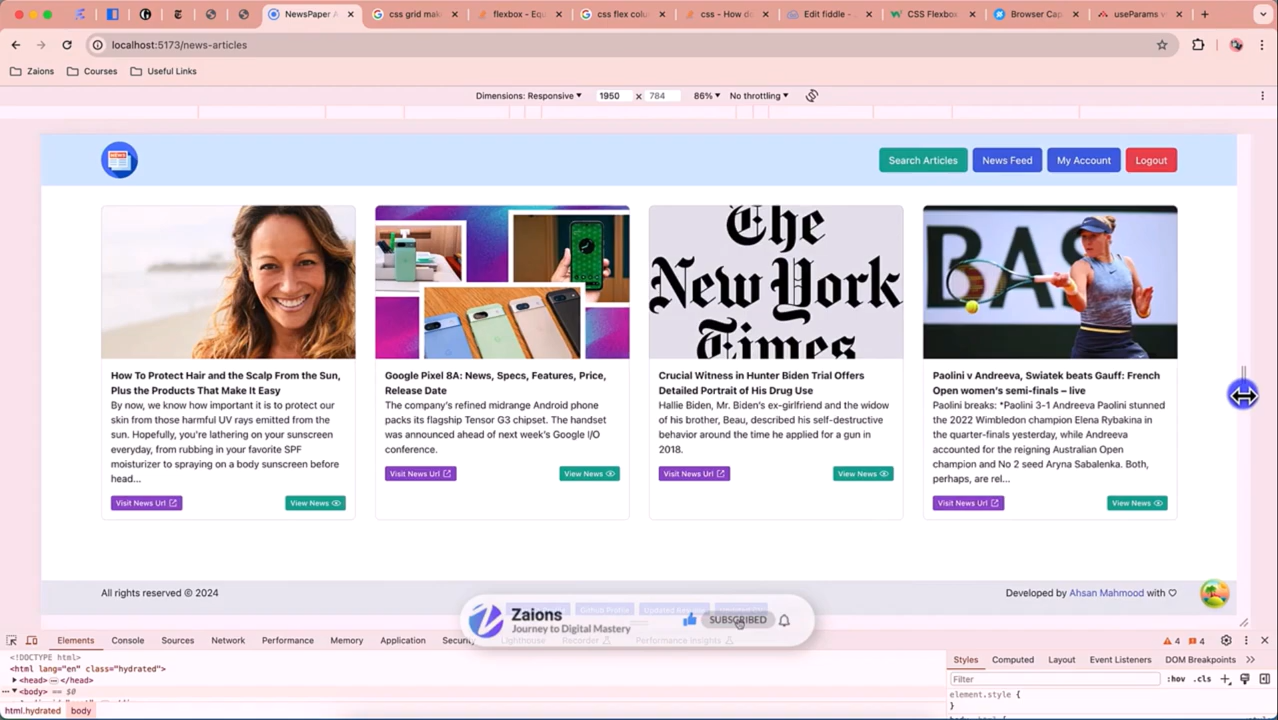 NewsPaper A
css grid mak
flexbox - Equ
css flex colu
css - How do
Edit fiddle -
CSS Flexbox
Browser Cap
useParams v
localhost:5173/news-articles
Zaions
Courses
Useful Links
Dimensions: Responsive
1950 × 784
86%
No throttling
NEWS
Search Articles
News Feed
My Account
Logout
How To Protect Hair and the Scalp From the Sun,
Plus the Products That Make It Easy
By now, we know how important it is to protect our
skin from those harmful UV rays emitted from the
sun. Hopefully, you're lathering on your sunscreen
everyday, from rubbing in your favorite SPF
moisturizer to spraying on a body sunscreen before
head...
Visit News Url
View News
Google Pixel 8A: News, Specs, Features, Price,
Release Date
The company's refined midrange Android phone
packs its flagship Tensor G3 chipset. The handset
was announced ahead of next week's Google I/O
conference.
Visit News Url
View News
The
New York
Times
Crucial Witness in Hunter Biden Trial Offers
Detailed Portrait of His Drug Use
Hallie Biden, Mr. Biden's ex-girlfriend and the widow
of his brother, Beau, described his self-destructive
behavior around the time he applied for a gun in
2018.
Visit News Url
View News
BAS
Paolini v Andreeva, Swiatek beats Gauff: French
Open women's semi-finals – live
Paolini breaks: *Paolini 3-1 Andreeva Paolini stunned
the 2022 Wimbledon champion Elena Rybakina in
the quarter-finals yesterday, while Andreeva
accounted for the reigning Australian Open
champion and No 2 seed Aryna Sabalenka. Both,
perhaps, are rel...
Visit News Url
View News
All rights reserved © 2024
Developed by Ahsan Mahmood with
Github Profile
Zaions
Journey to Digital Mastery
SUBSCRIBED
Elements
Console
Sources
Network
Performance
Memory
Application
Security
Lighthouse
Recorder
Performance Insights
4
4
<!DOCTYPE html>
<html lang="en" class="hydrated">
<head> … </head>
… <body> == $0
html.hydrated
body
Styles
Computed
Layout
Event Listeners
DOM Breakpoints
Filter
:hov
.cls
element.style {
}